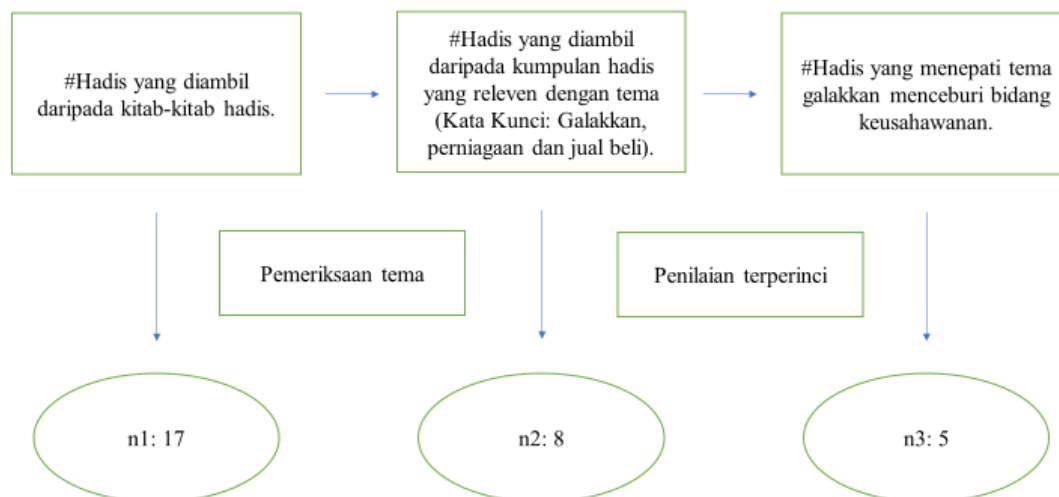 #Hadis yang diambil
daripada kitab-kitab hadis.
#Hadis yang diambil
daripada kumpulan hadis
yang releven dengan tema
(Kata Kunci: Galakkan,
perniagaan dan jual beli).
#Hadis yang menepati tema
galakkan menceburi bidang
keusahawanan.
Pemeriksaan tema
Penilaian terperinci
n1: 17
n2: 8
n3: 5